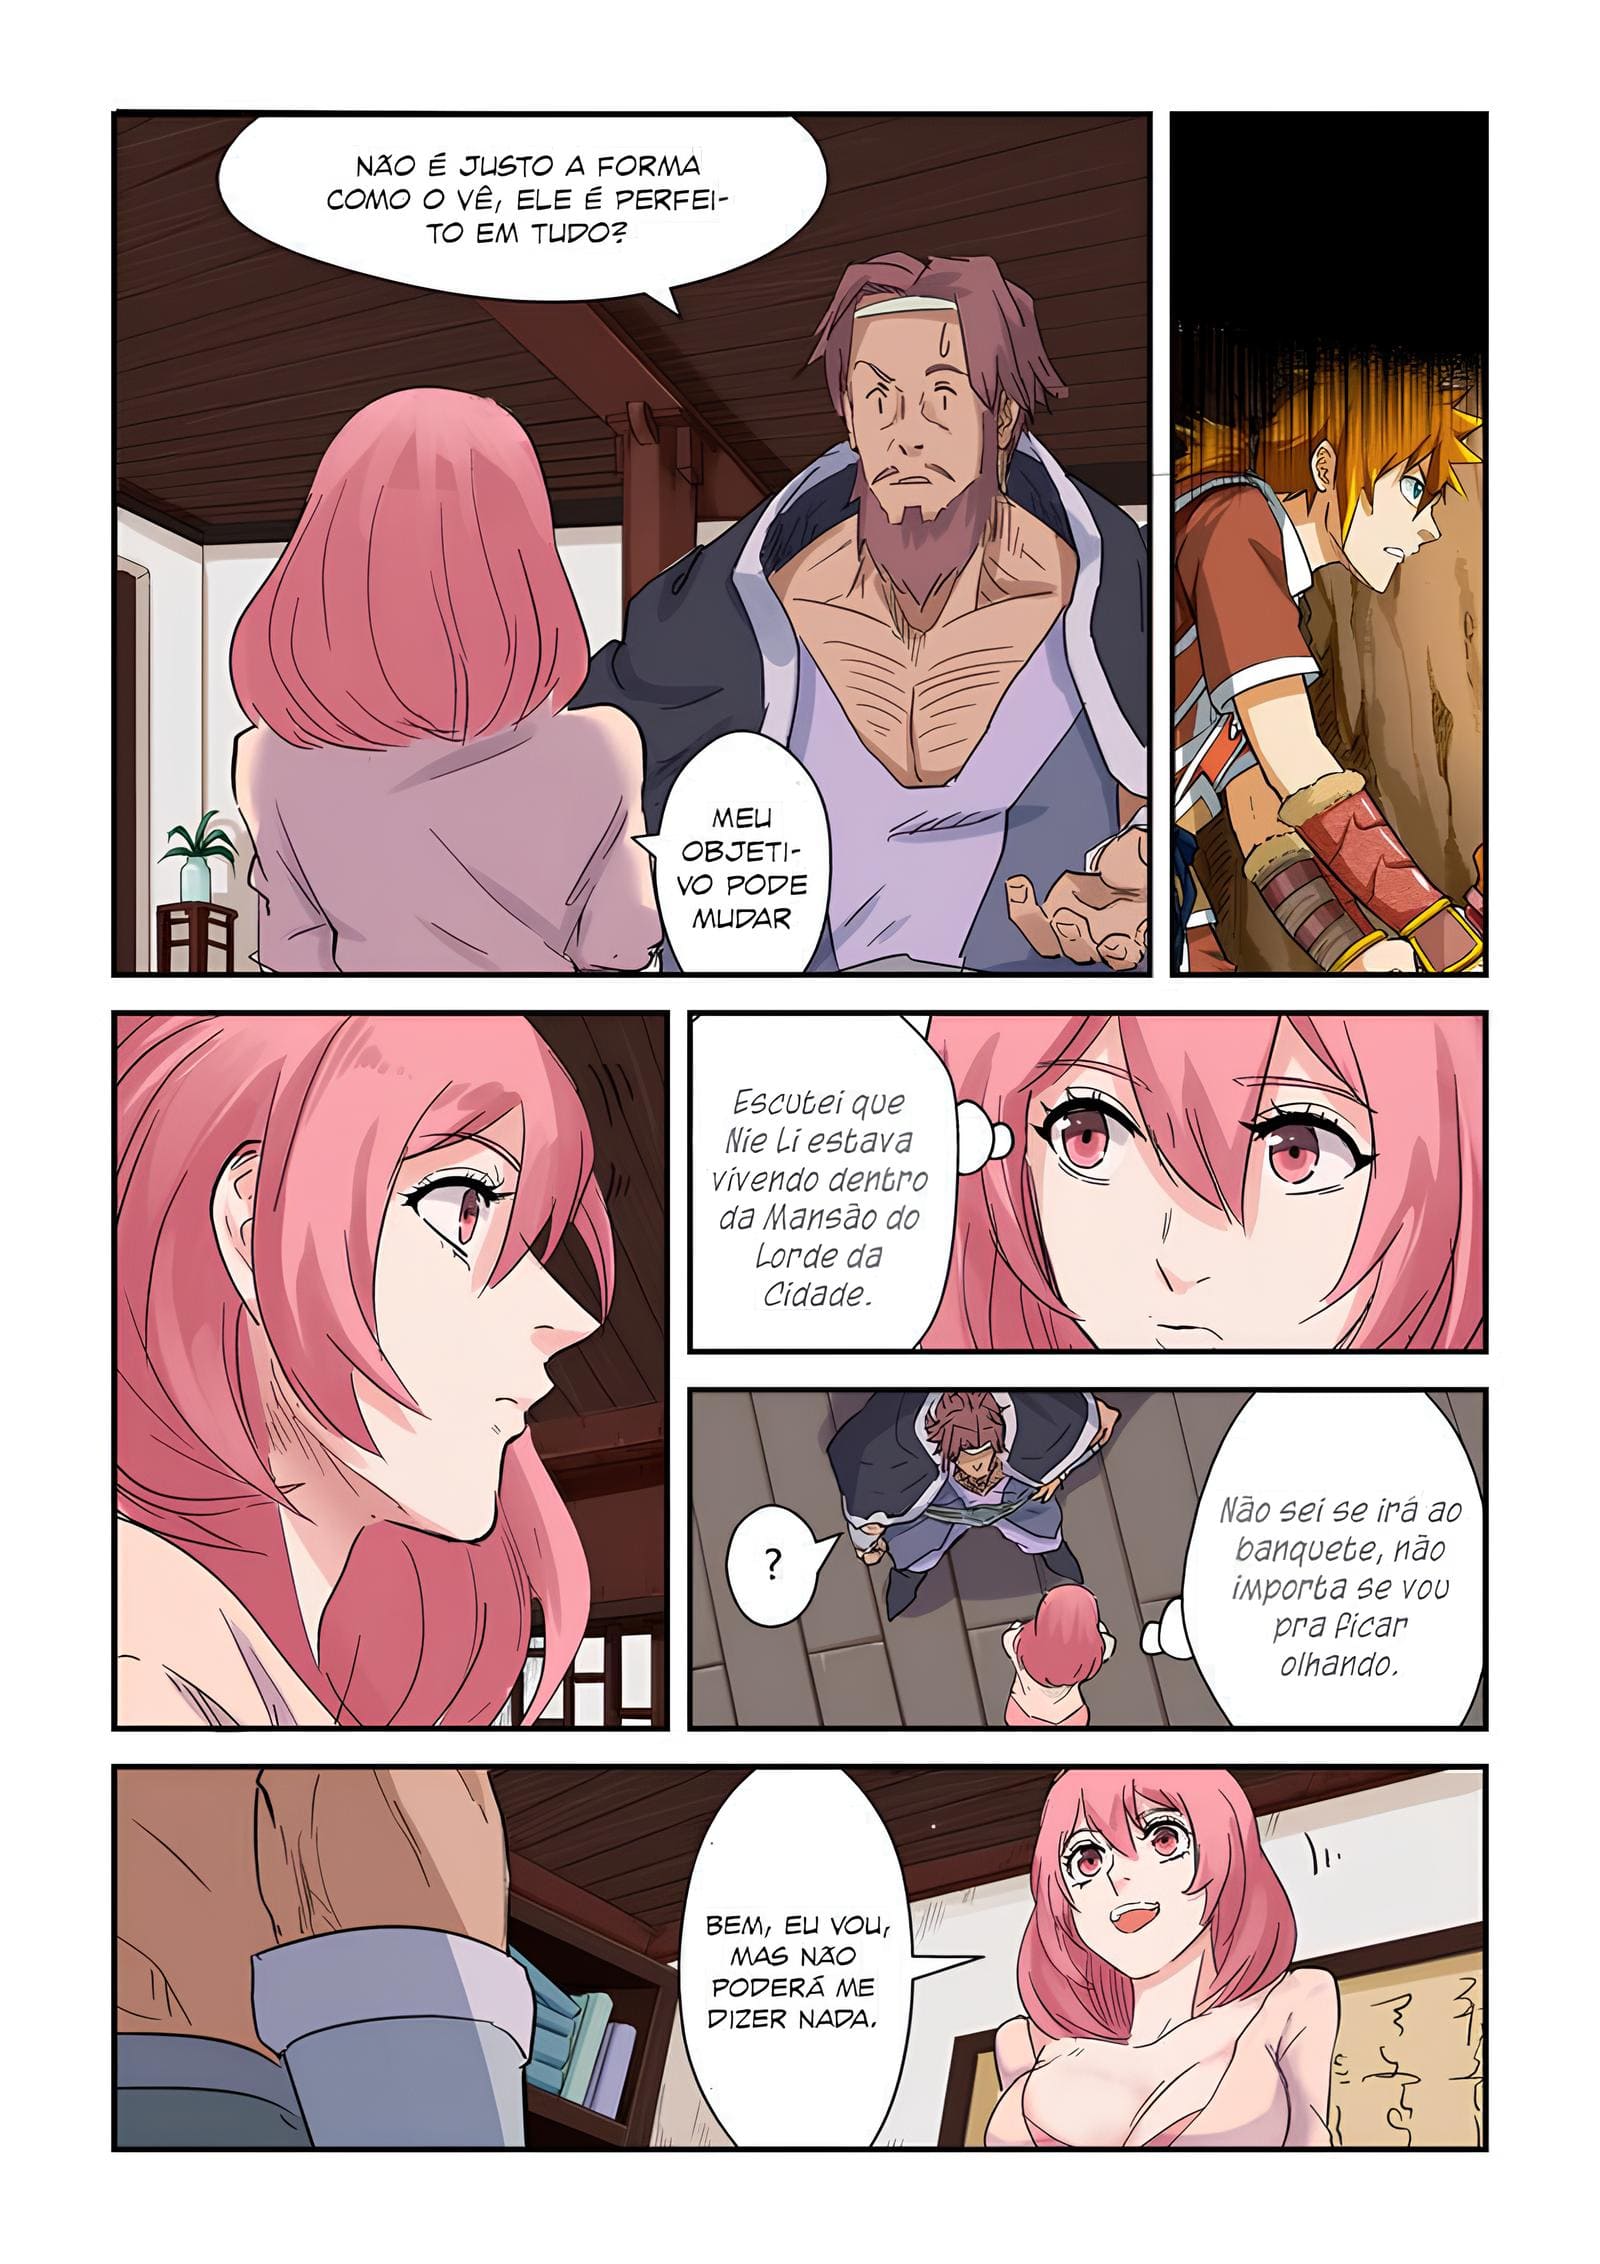 NÃO É JUSTO A FORMA
COMO O VÊ, ELE É PERFEI-
TO EM TUDO?
MEU
OBJETI-
VO PODE
MUDAR
Escutei que
Nie Li estava
vivendo dentro
da Mansão do
Lorde da
Cidade.
?
Não sei se irá ao
banquete, não
importa se vou
pra ficar
olhando.
BEM, EU VOU,
MAS NÃO
PODERÁ ME
DIZER NADA.